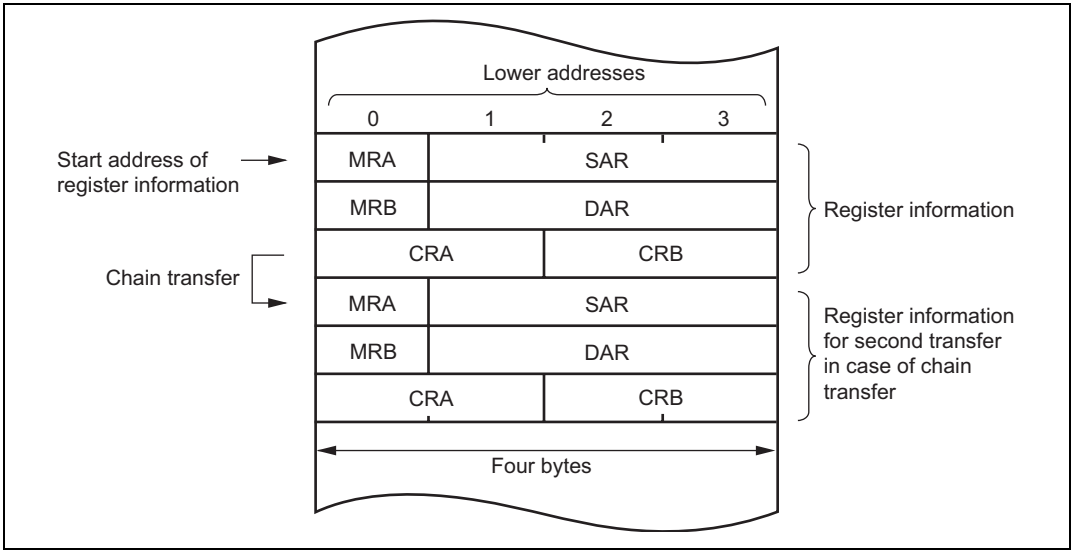 Lower addresses
0 1 2 3
Start address of
register information
MRA SAR
MRB DAR
CRA CRB
Register information
Chain transfer
MRA SAR
MRB DAR
CRA CRB
Register information
for second transfer
in case of chain
transfer
Four bytes